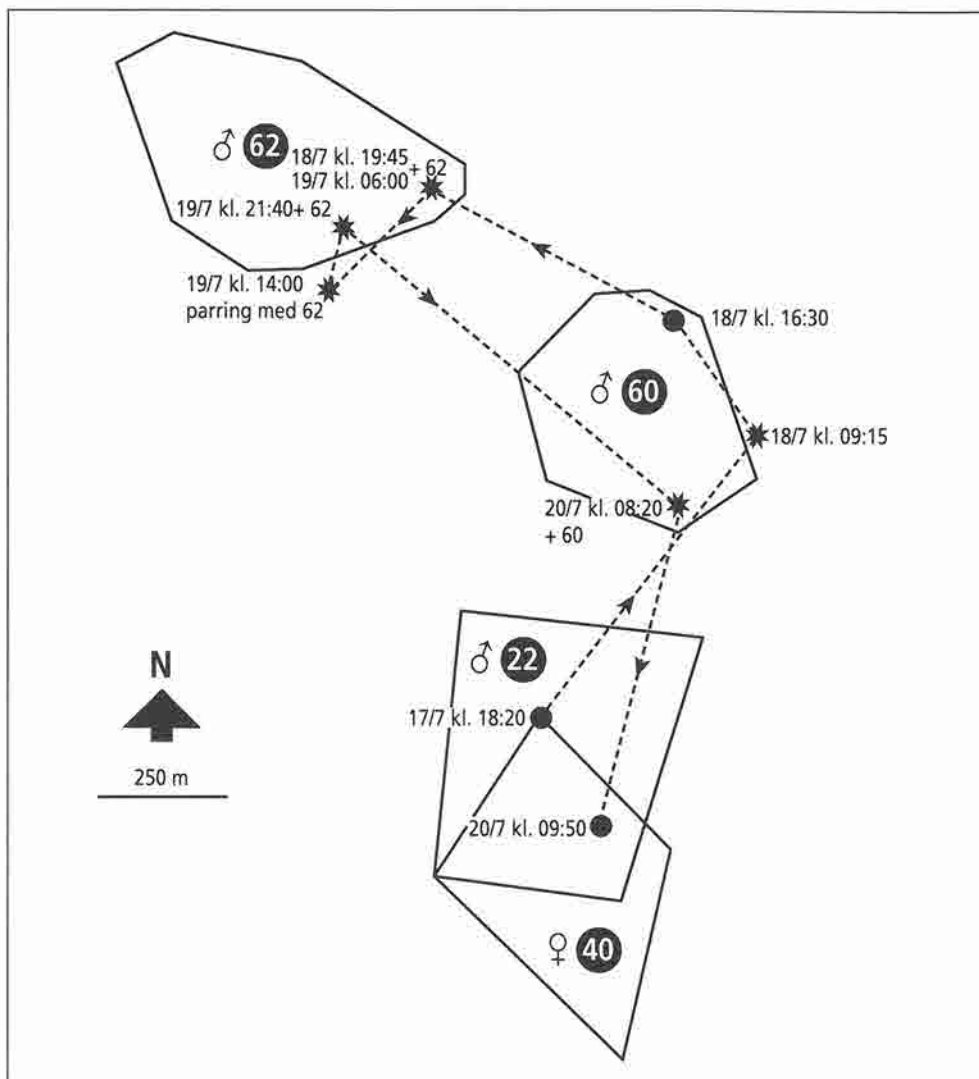 ♂ 62
18/7 kl. 19:45
19/7 kl. 06:00 + 62
19/7 kl. 21:40+ 62
19/7 kl. 14:00
parring med 62
18/7 kl. 16:30
♂ 60
18/7 kl. 09:15
20/7 kl. 08:20
+ 60
♂ 22
N
17/7 kl. 18:20
250 m
20/7 kl. 09:50
♀ 40